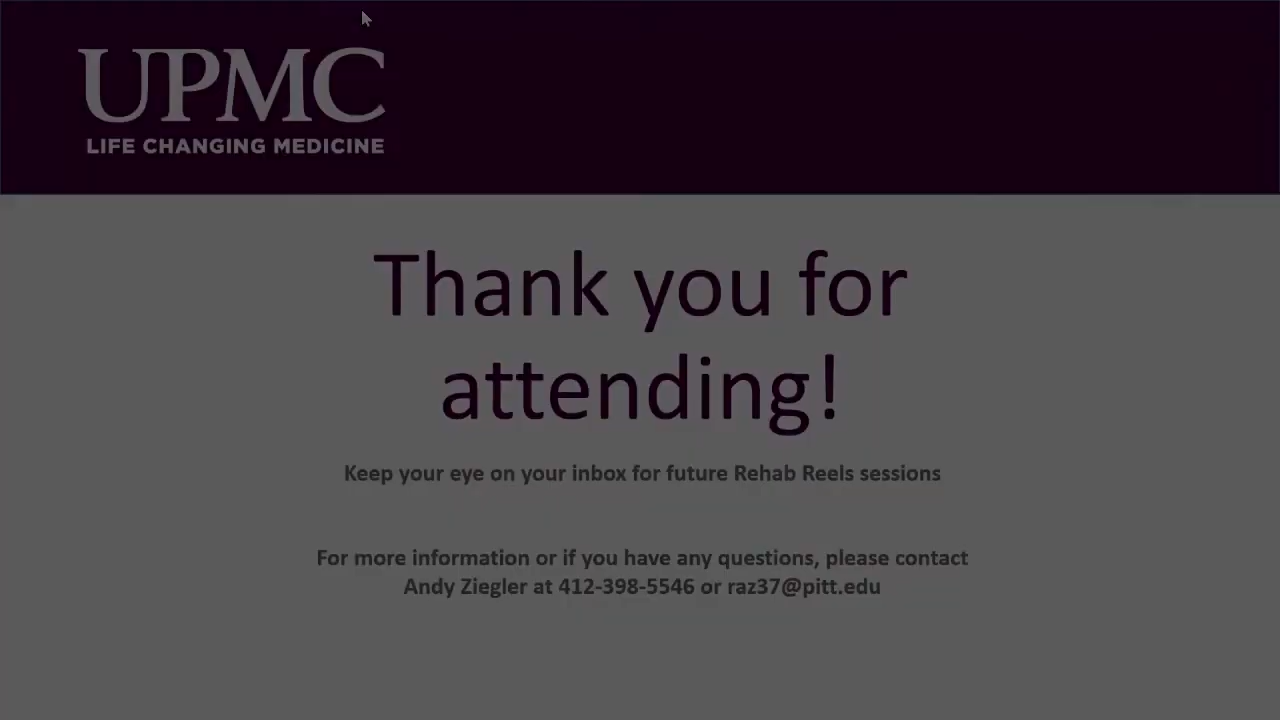 UPMC
LIFE CHANGING MEDICINE
Thank you for
attending!
Keep your eye on your inbox for future Rehab Reels sessions
For more information or if you have any questions, please contact
Andy Ziegler at 412-398-5546 or raz37@pitt.edu